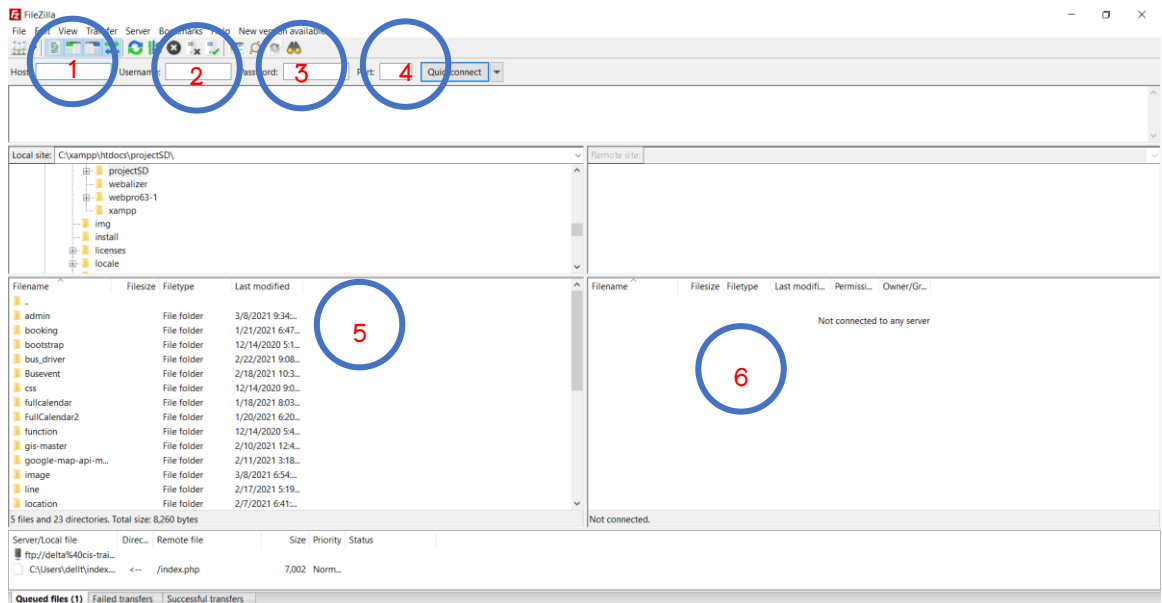 FileZilla
File Edit View Transfer Server Bookmarks Help New version available!
Host: 1 Username: 2 Password: 3 Port: 4 Quickconnect
Local site: C:\xampp\htdocs\projectSD\ Remote site:
projectSD
webalizer
webpro63-1
xampp
img
install
licenses
locale
Filename Filesize Filetype Last modified
..
admin File folder 3/8/2021 9:34:...
booking File folder 1/21/2021 6:47...
bootstrap File folder 12/14/2020 5:1...
bus_driver File folder 2/22/2021 9:08...
Busevent File folder 2/18/2021 10:3...
css File folder 12/14/2020 9:0...
fullcalendar File folder 1/18/2021 8:03...
FullCalendar2 File folder 1/20/2021 6:20...
function File folder 12/14/2020 5:4...
gis-master File folder 2/10/2021 12:4...
google-map-api-m... File folder 2/11/2021 3:18...
image File folder 3/8/2021 6:54:...
line File folder 2/17/2021 5:19...
location File folder 2/7/2021 6:41:...
5
5 files and 23 directories. Total size: 8,260 bytes
Filename Filesize Filetype Last modifi... Permissi... Owner/Gr...
Not connected to any server
6
Not connected.
Server/Local file Direc... Remote file Size Priority Status
ftp://delta%40cis-trai...
C:\Users\dellt\index... <-- /index.php 7,002 Norm...
Queued files (1) Failed transfers Successful transfers